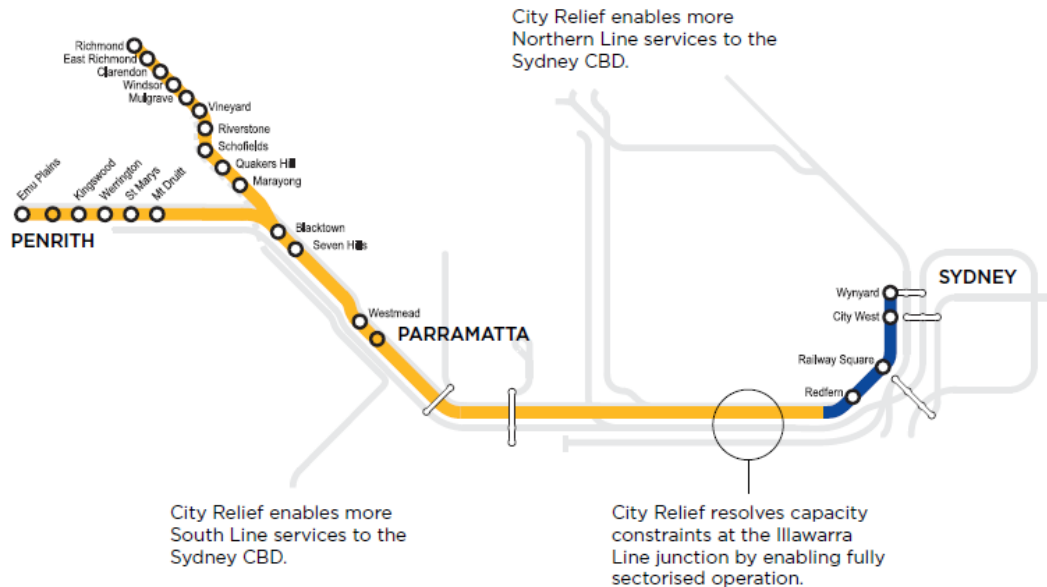 City Relief enables more
Northern Line services to the
Sydney CBD.
Richmond
East Richmond
Clarendon
Windsor
Mulgrave
Vineyard
Riverstone
Schofields
Quakers Hill
Marayong
Emu Plains
Kingswood
Werrington
St Marys
Mt Druitt
PENRITH
Blacktown
Seven Hills
Westmead
PARRAMATTA
SYDNEY
Wynyard
City West
Railway Square
Redfern
City Relief enables more
South Line services to the
Sydney CBD.
City Relief resolves capacity
constraints at the Illawarra
Line junction by enabling fully
sectorised operation.